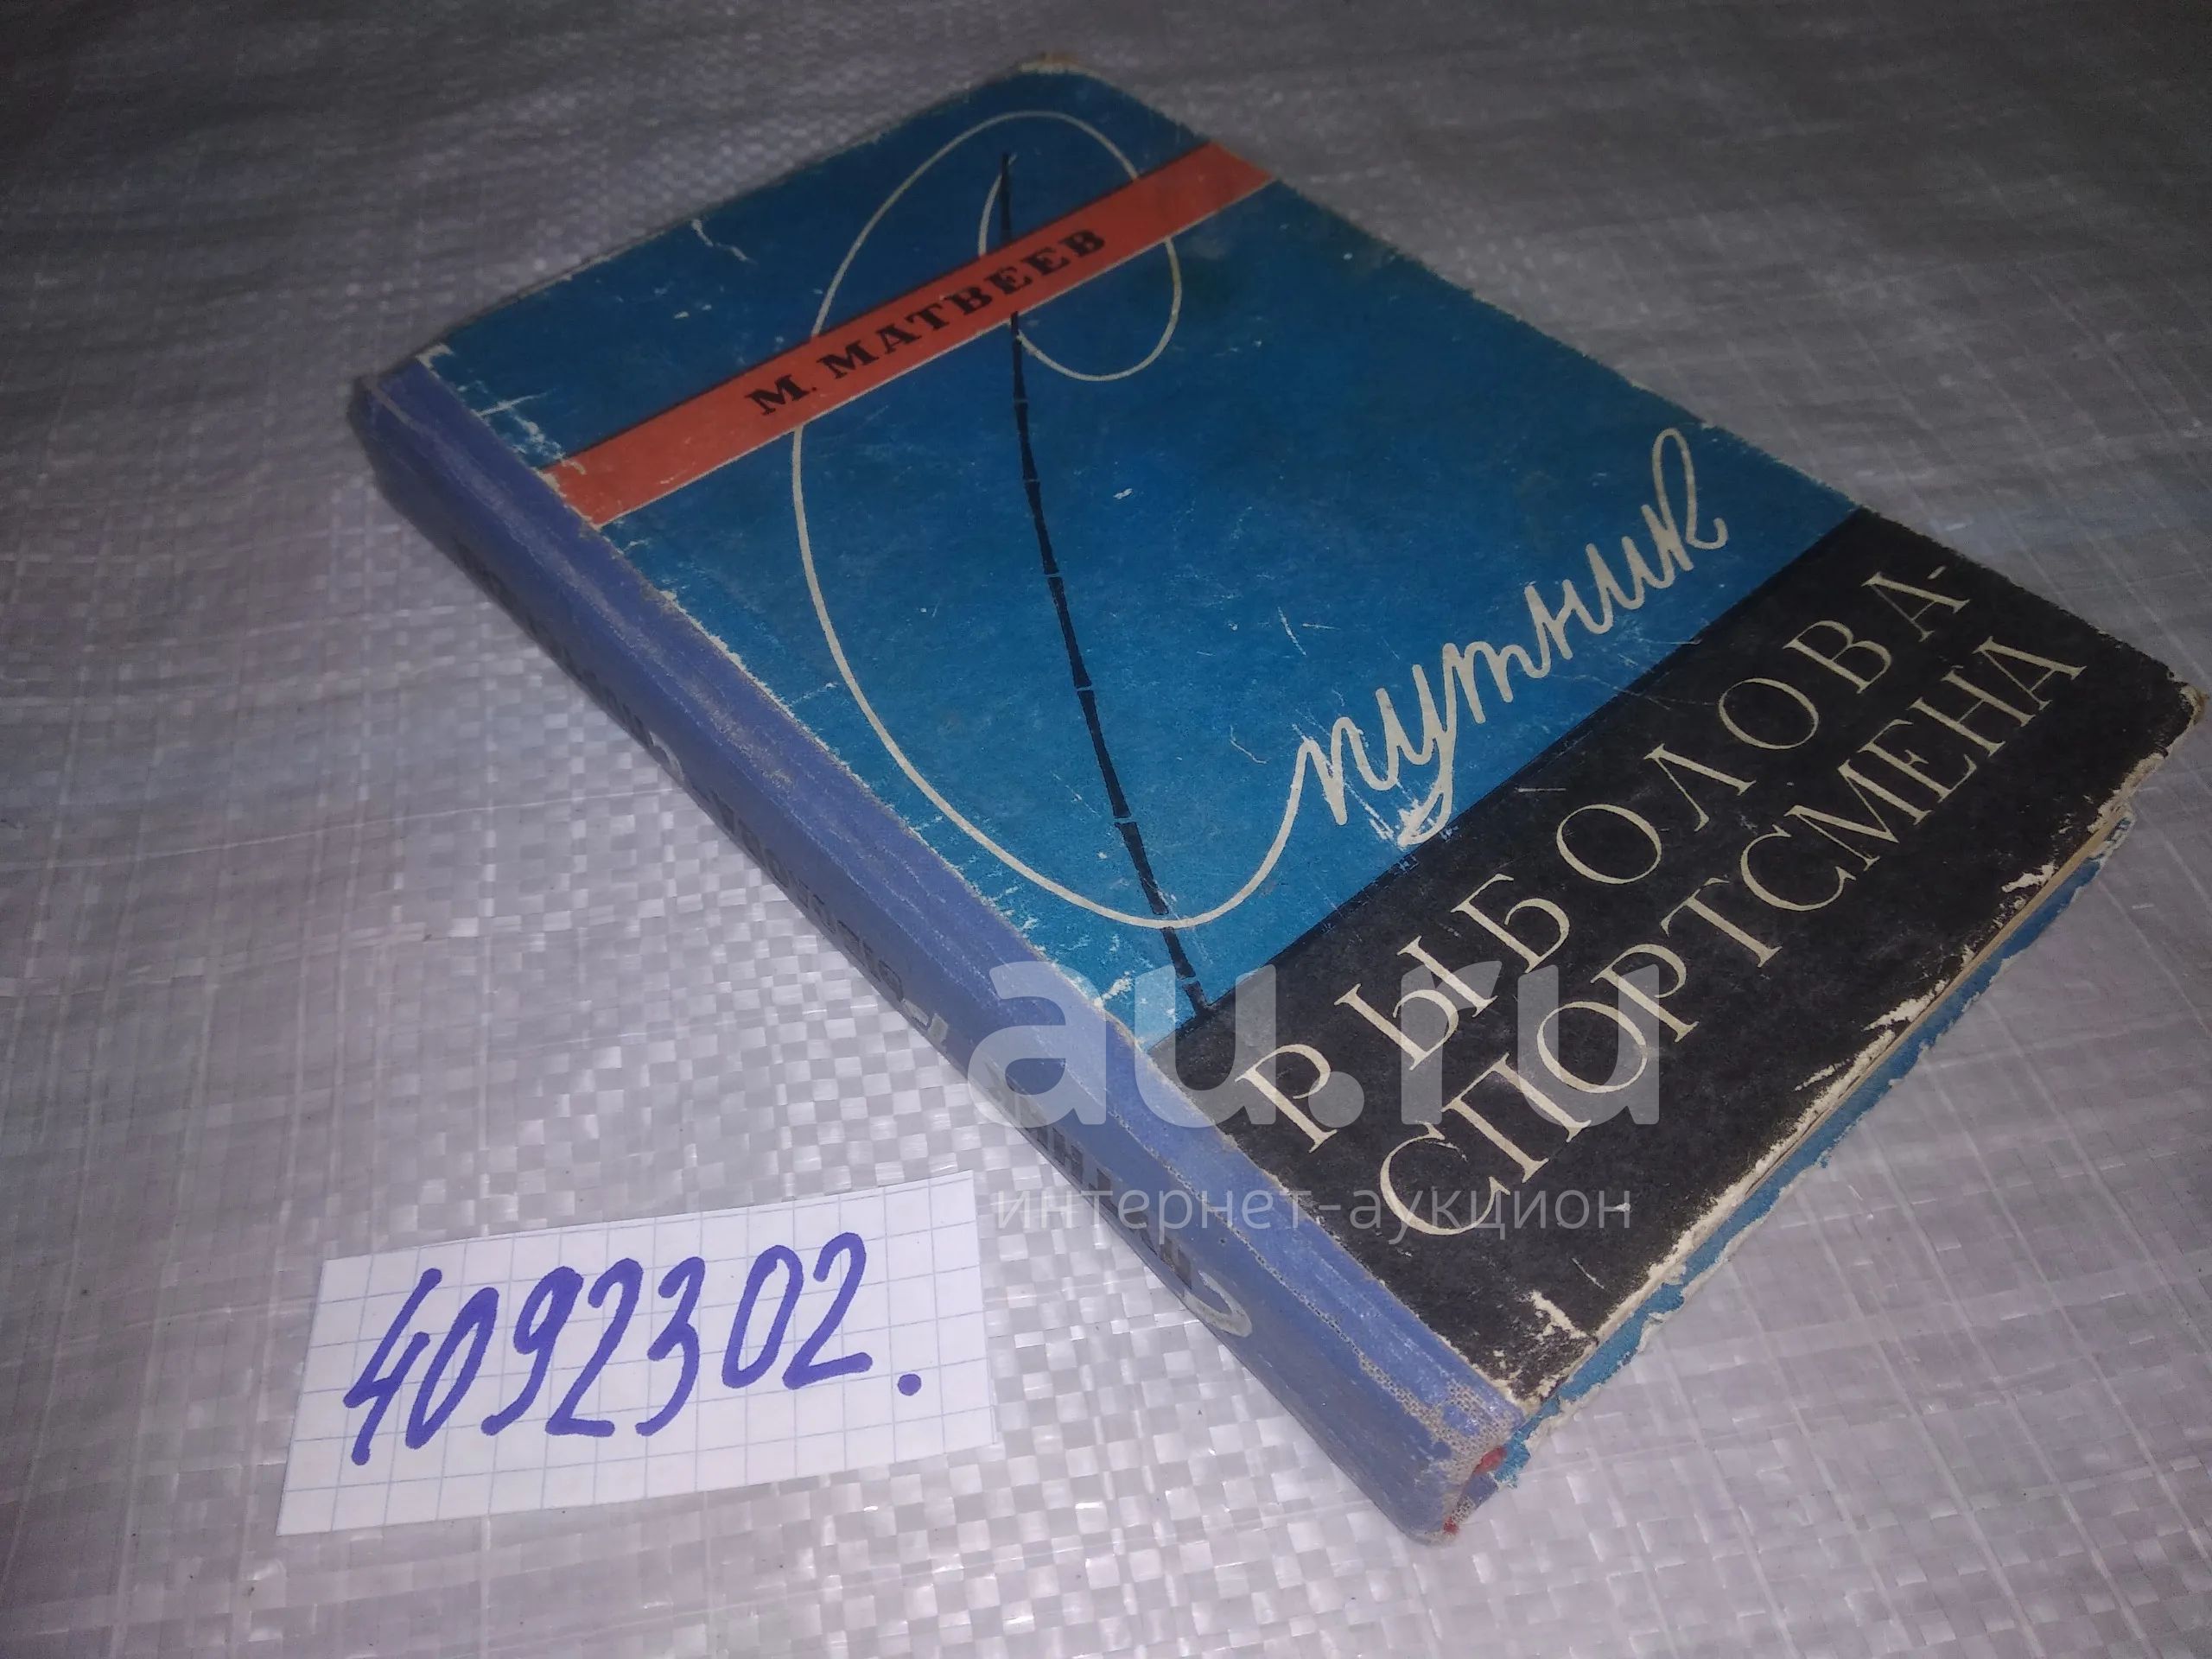 М. МАТВЕЕВ
Спутник
РЫБОЛОВА-
СПОРТСМЕНА
au.ru
интернет-аукцион
4092302.